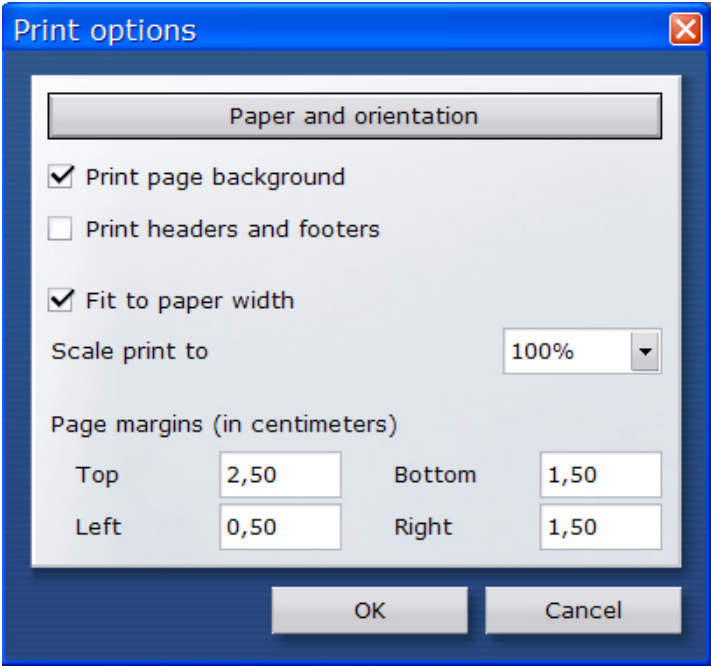 Print options
Paper and orientation
Print page background
Print headers and footers
Fit to paper width
Scale print to 100%
Page margins (in centimeters)
Top 2,50 Bottom 1,50
Left 0,50 Right 1,50
OK Cancel